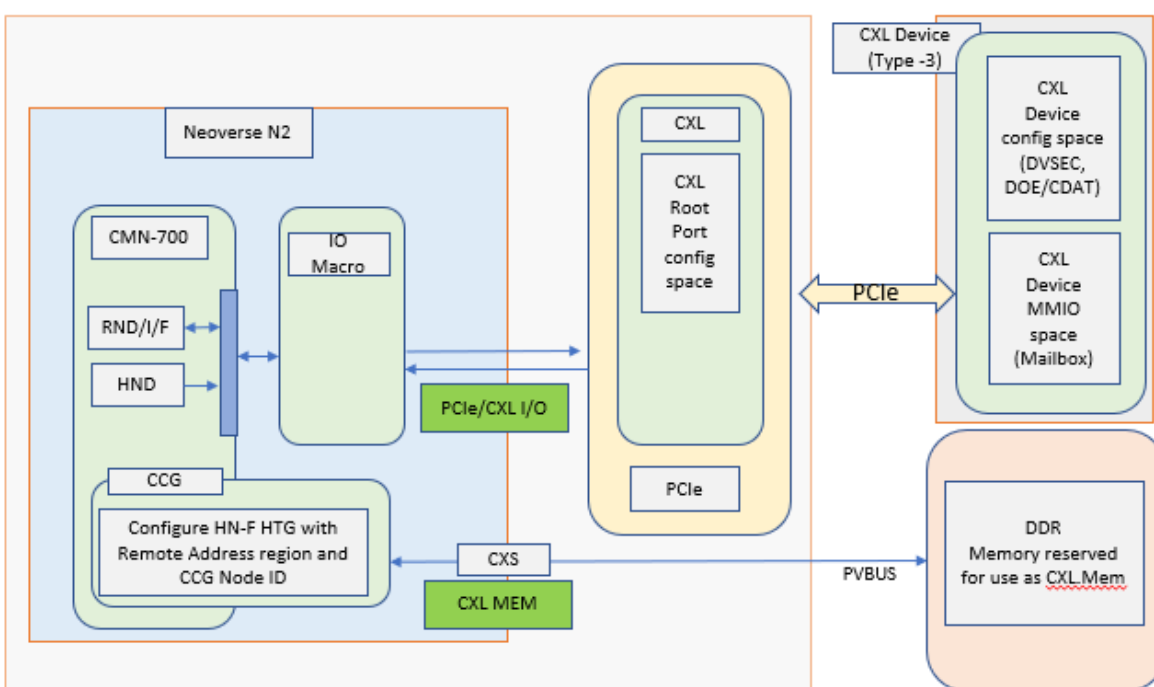 CXL Device
(Type -3)
CXL
Device
config space
(DVSEC,
DOE/CDAT)
CXL
Device
MMIO
space
(Mailbox)
Neoverse N2
CMN-700
RND/I/F
HND
IO
Macro
CXL
CXL
Root
Port
config
space
PCIe
PCIe
PCIe/CXL I/O
CCG
Configure HN-F HTG with
Remote Address region and
CCG Node ID
CXS
CXL MEM
PVBUS
DDR
Memory reserved
for use as CXL.Mem